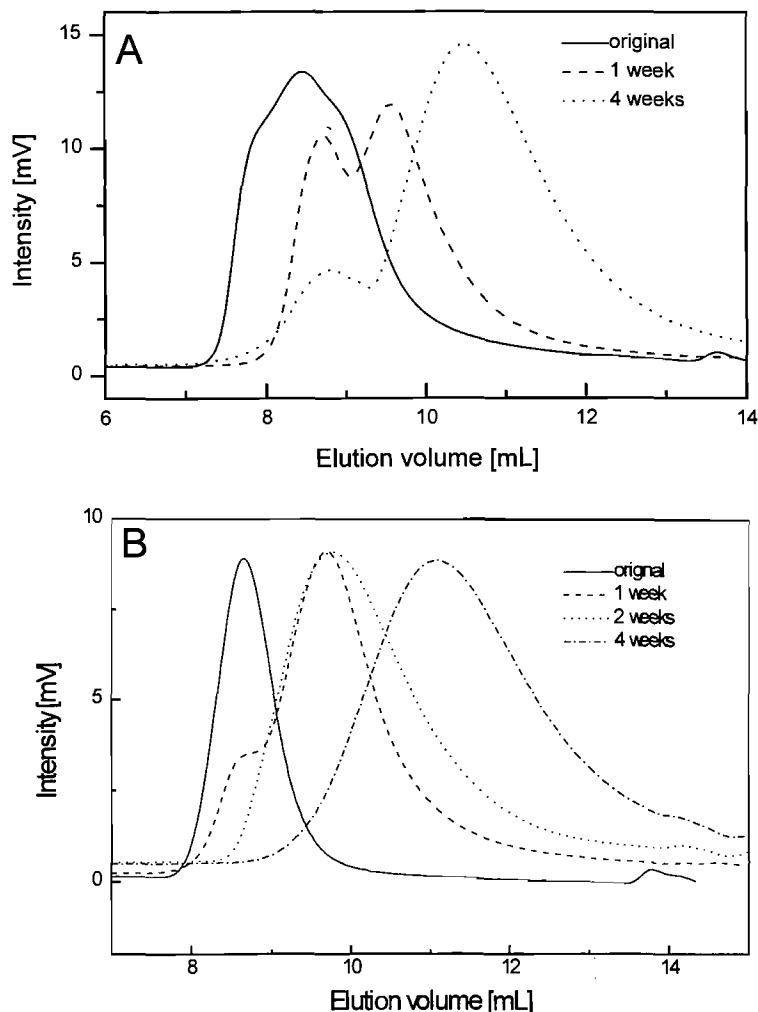 A
15
10
5
0
Intensity [mV]
original
1 week
4 weeks
6
8
10
12
14
Elution volume [mL]
B
10
5
0
Intensity[mV]
orignal
1 week
2 weeks
4 weeks
8
10
12
14
Elution volume [mL]